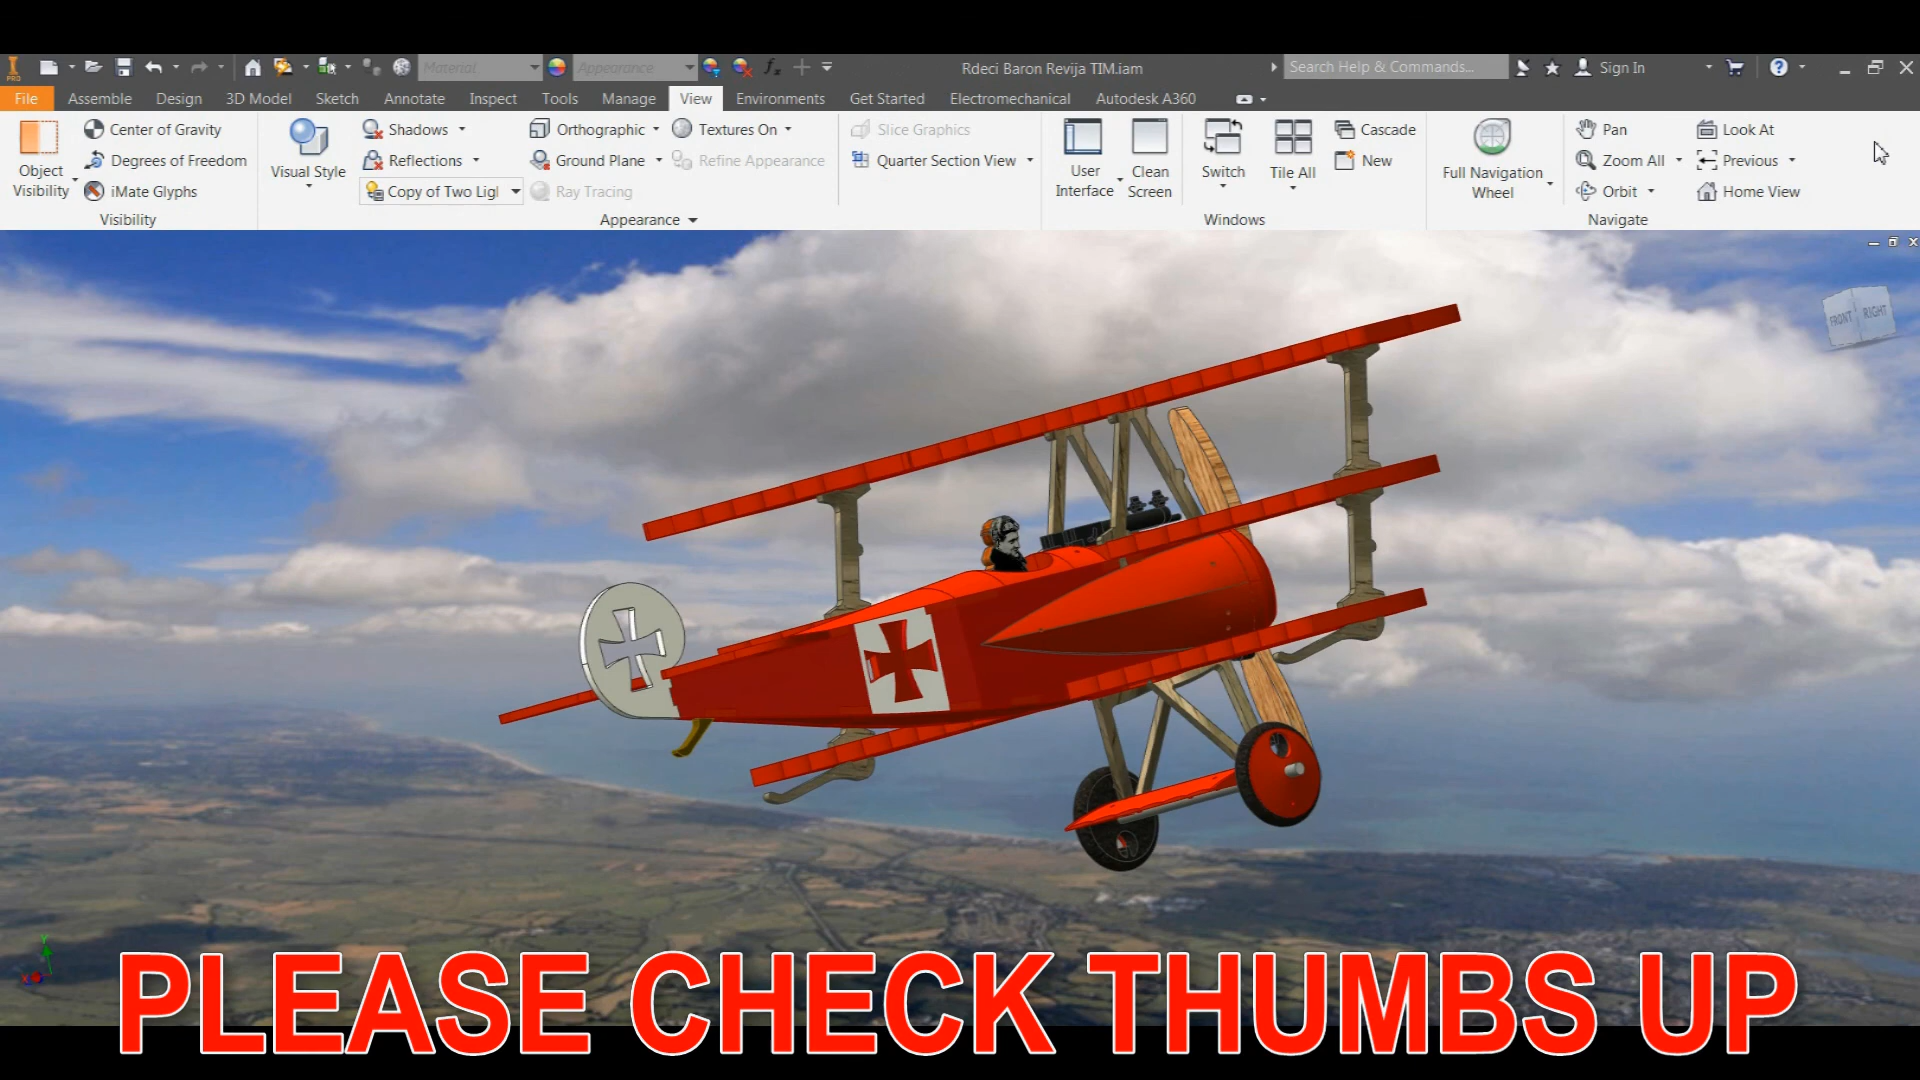 PRO
Material
Appearance
fx
Rdeci Baron Revija TIM.iam
Search Help & Commands...
Sign In
File Assemble Design 3D Model Sketch Annotate Inspect Tools Manage View Environments Get Started Electromechanical Autodesk A360
Object Visibility
Center of Gravity
Degrees of Freedom
iMate Glyphs
Visibility
Visual Style
Shadows
Reflections
Copy of Two Ligl
Orthographic
Ground Plane
Ray Tracing
Textures On
Refine Appearance
Appearance
Slice Graphics
Quarter Section View
User Interface
Clean Screen
Switch
Tile All
Cascade
New
Windows
Full Navigation Wheel
Pan
Zoom All
Orbit
Look At
Previous
Home View
Navigate
FRONT RIGHT
Y
X
PLEASE CHECK THUMBS UP